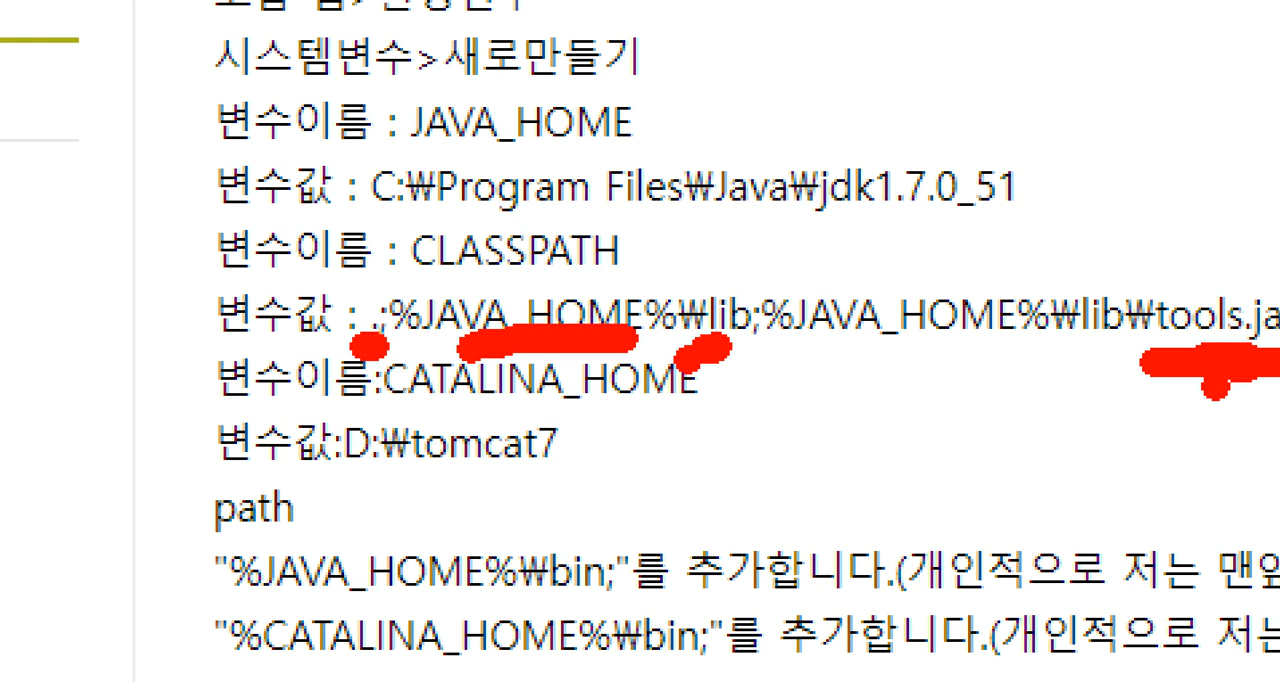 시스템변수>새로만들기
변수이름 : JAVA_HOME
변수값 : C:₩Program Files₩Java₩jdk1.7.0_51
변수이름 : CLASSPATH
변수값 : .;%JAVA_HOME%₩lib;%JAVA_HOME%₩lib₩tools.ja
변수이름:CATALINA_HOME
변수값:D:₩tomcat7
path
"%JAVA_HOME%₩bin;"를 추가합니다.(개인적으로 저는 맨앞
"%CATALINA_HOME%₩bin;"를 추가합니다.(개인적으로 저는